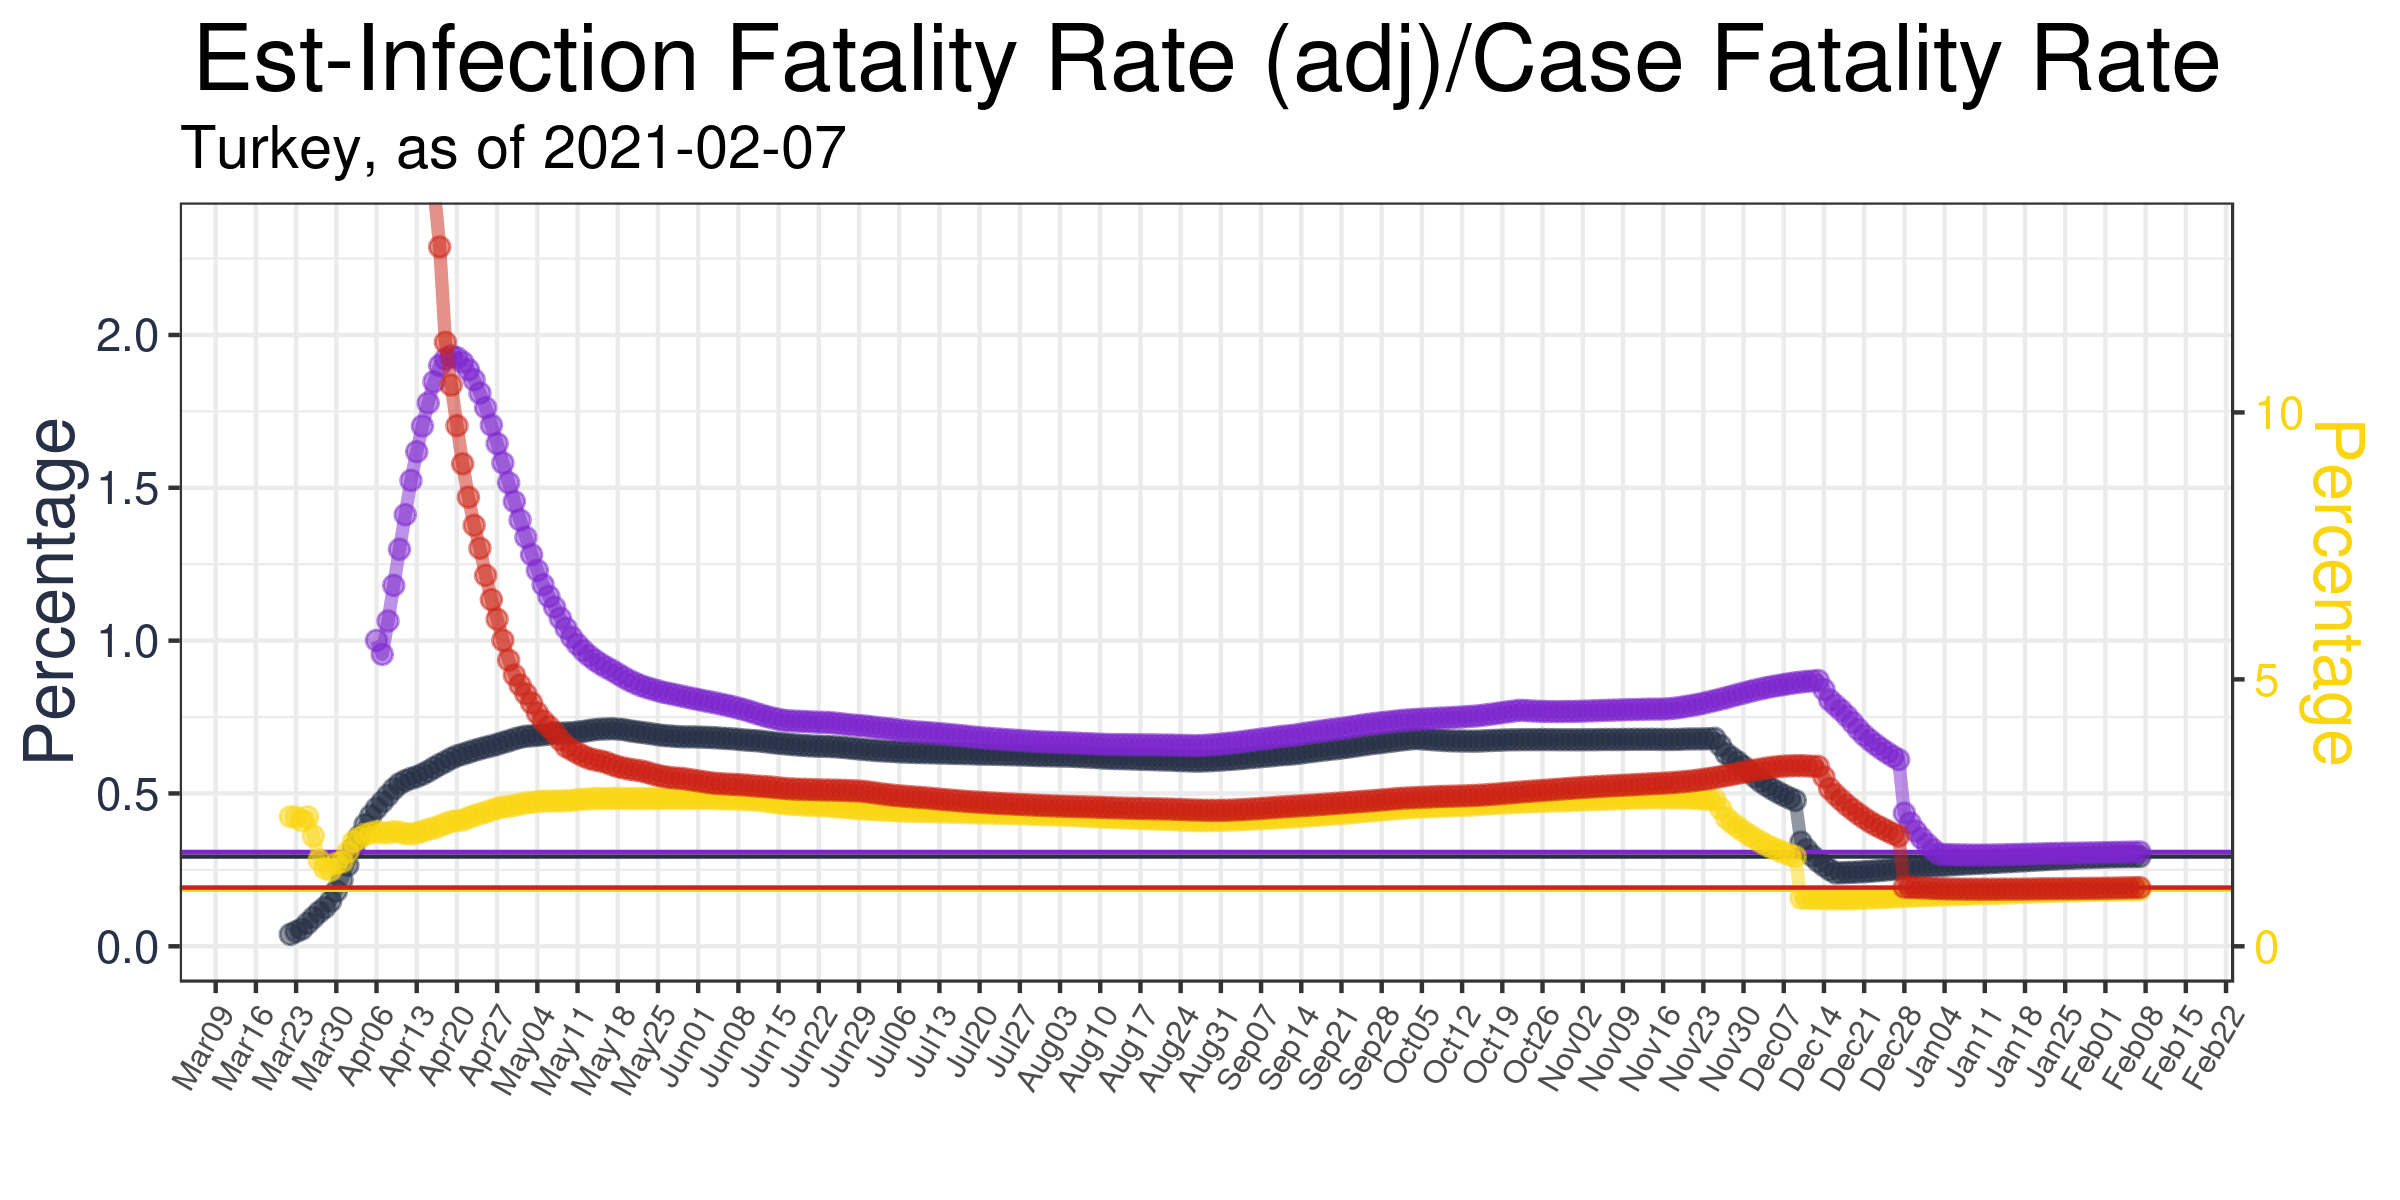 Est-Infection Fatality Rate (adj)/Case Fatality Rate
Turkey, as of 2021-02-07
Percentage
2.0
1.5
1.0
0.5
0.0
10
5
0
Percentage
Mar09
Mar16
Mar23
Mar30
Apr06
Apr13
Apr20
Apr27
May04
May11
May18
May25
Jun01
Jun08
Jun15
Jun22
Jun29
Jul06
Jul13
Jul20
Jul27
Aug03
Aug10
Aug17
Aug24
Aug31
Sep07
Sep14
Sep21
Sep28
Oct05
Oct12
Oct19
Oct26
Nov02
Nov09
Nov16
Nov23
Nov30
Dec07
Dec14
Dec21
Dec28
Jan04
Jan11
Jan18
Jan25
Feb01
Feb08
Feb15
Feb22